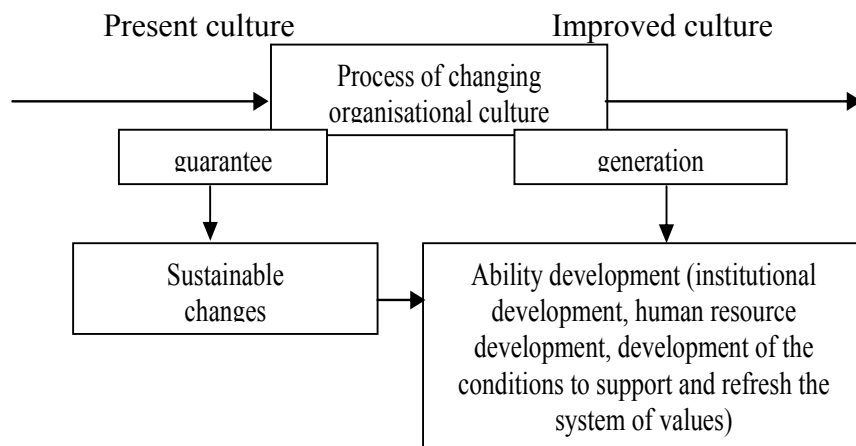 Present culture
Improved culture
Process of changing
organisational culture
guarantee
generation
Sustainable
changes
Ability development (institutional
development, human resource
development, development of the
conditions to support and refresh the
system of values)